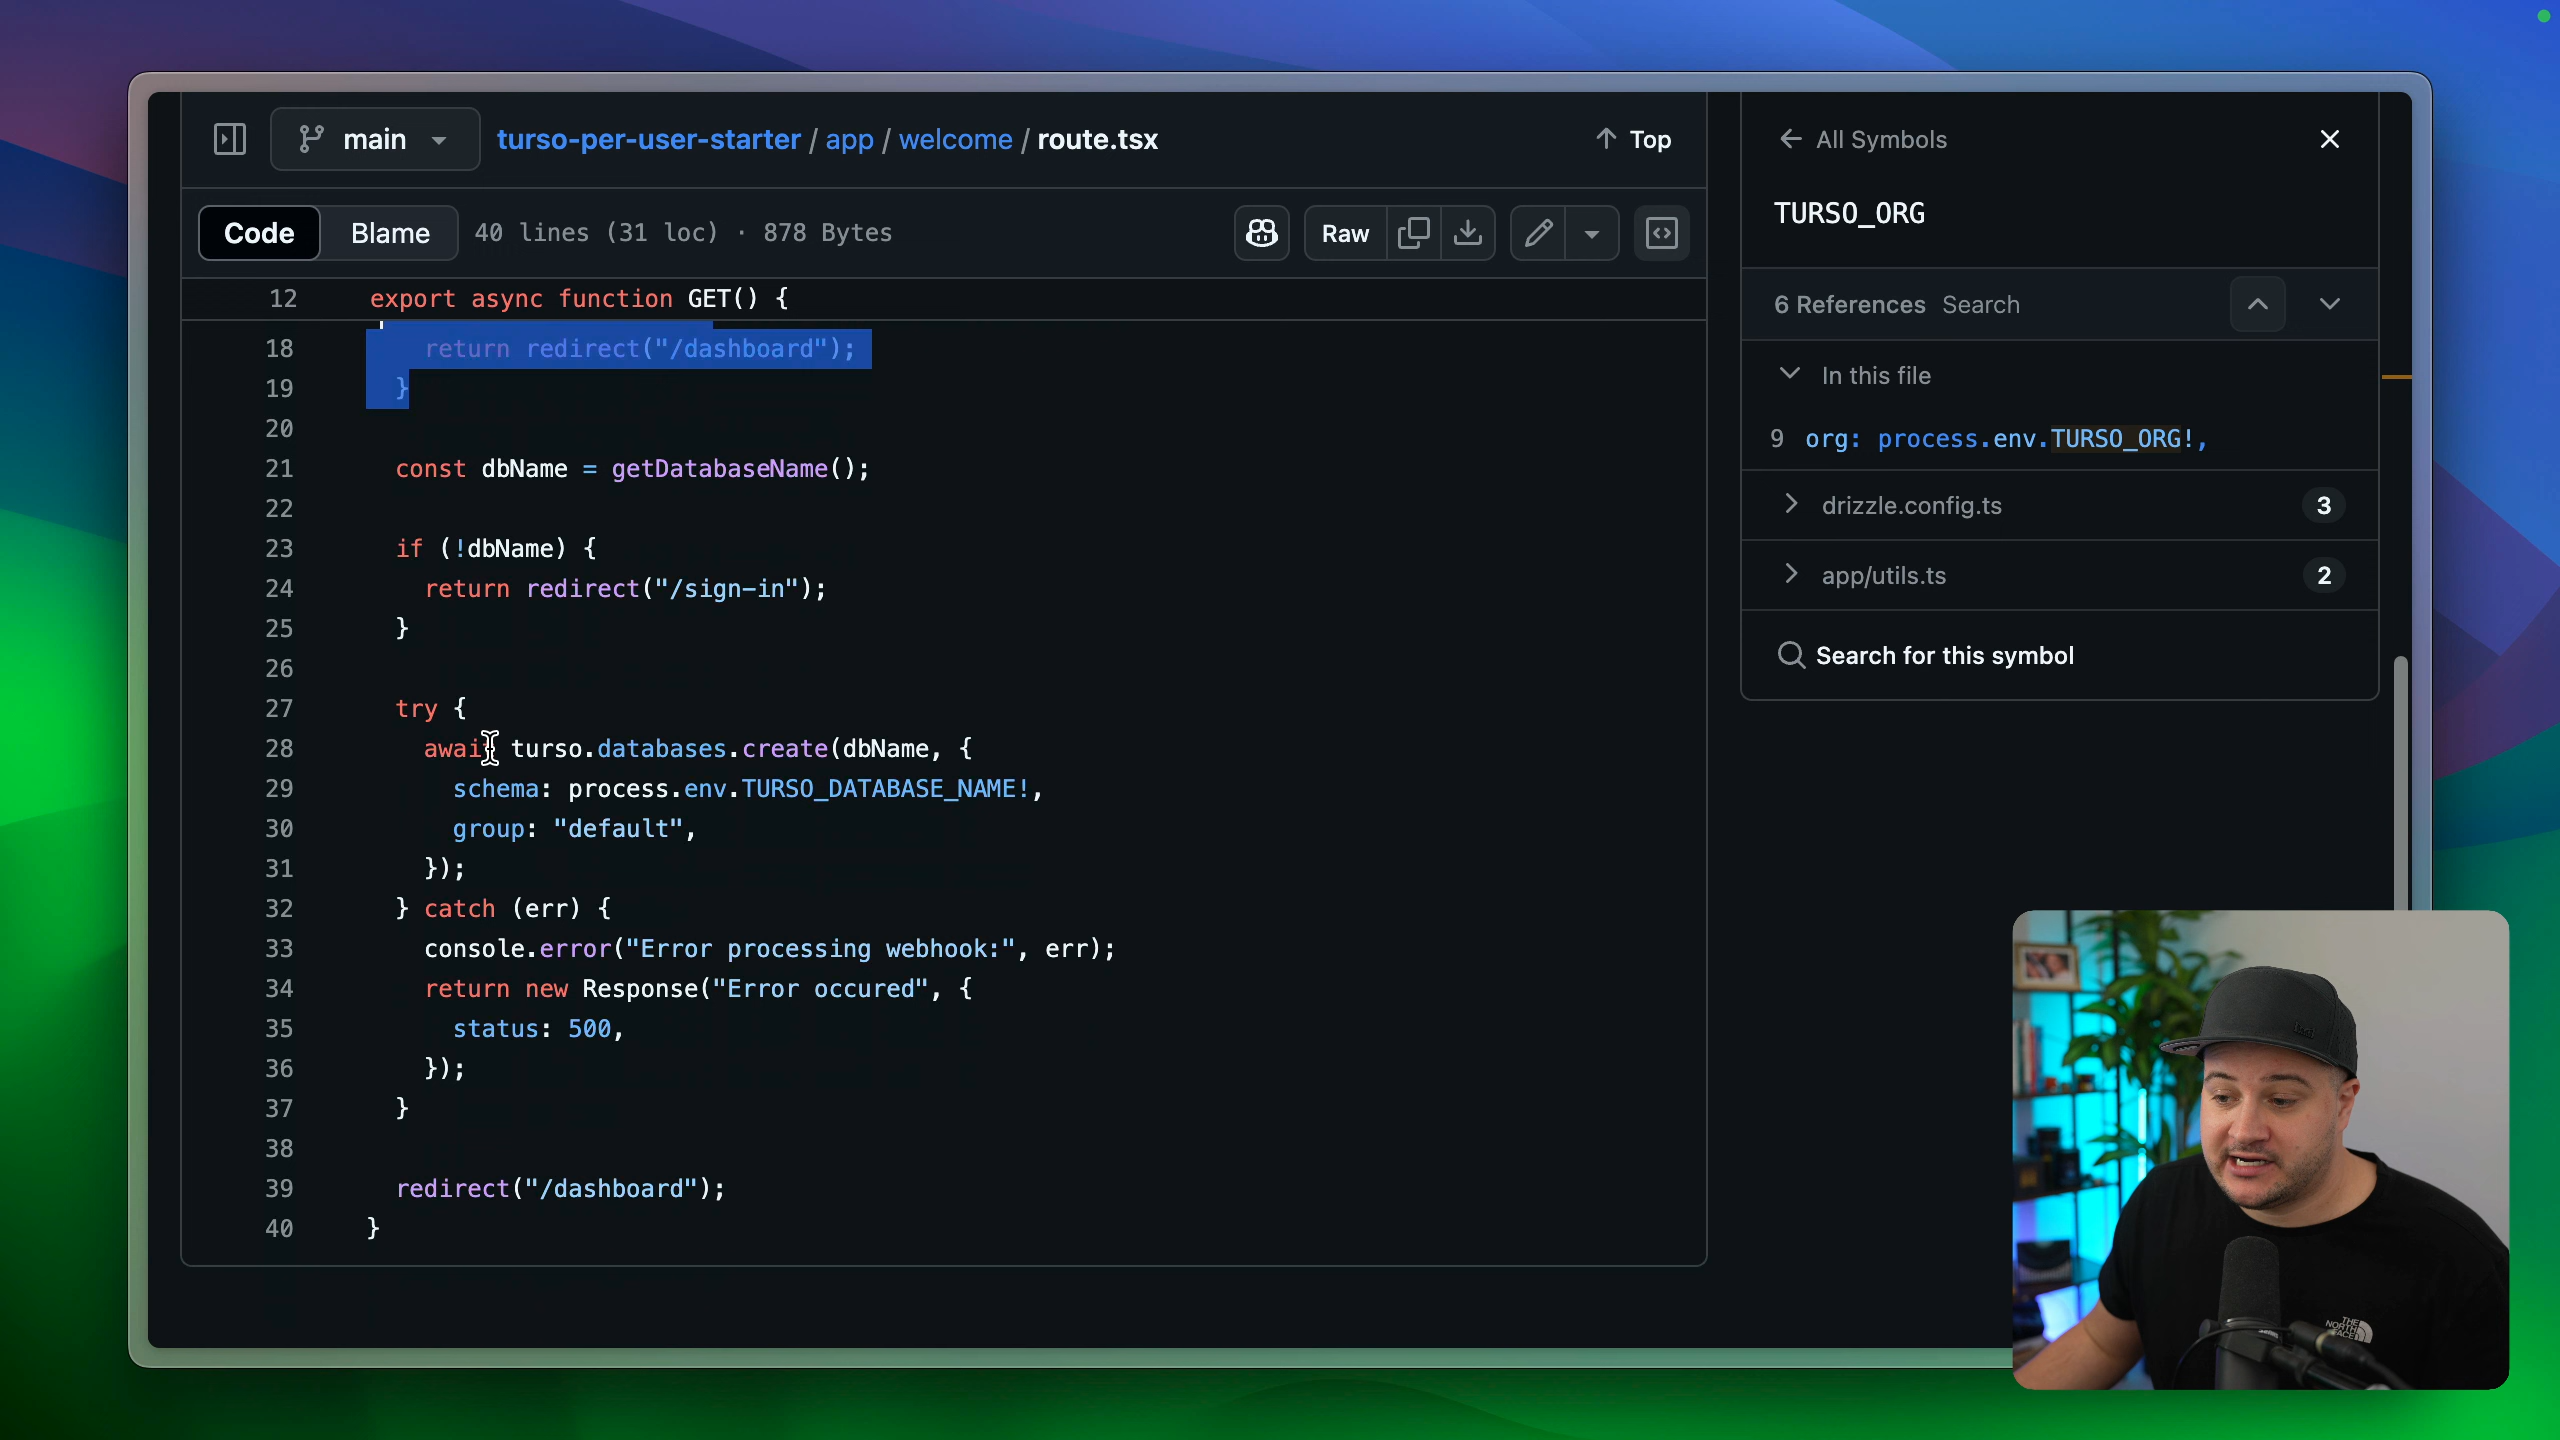 main
turso-per-user-starter / app / welcome / route.tsx
Top
Code
Blame
40 lines (31 loc) · 878 Bytes
Raw
12 export async function GET() {
18 return redirect("/dashboard");
19 }
20
21 const dbName = getDatabaseName();
22
23 if (!dbName) {
24 return redirect("/sign-in");
25 }
26
27 try {
28 await turso.databases.create(dbName, {
29 schema: process.env.TURSO_DATABASE_NAME!,
30 group: "default",
31 });
32 } catch (err) {
33 console.error("Error processing webhook:", err);
34 return new Response("Error occured", {
35 status: 500,
36 });
37 }
38
39 redirect("/dashboard");
40 }
All Symbols
TURSO_ORG
6 References Search
In this file
9 org: process.env.TURSO_ORG!,
drizzle.config.ts 3
app/utils.ts 2
Search for this symbol
THE
NORTH
FACE